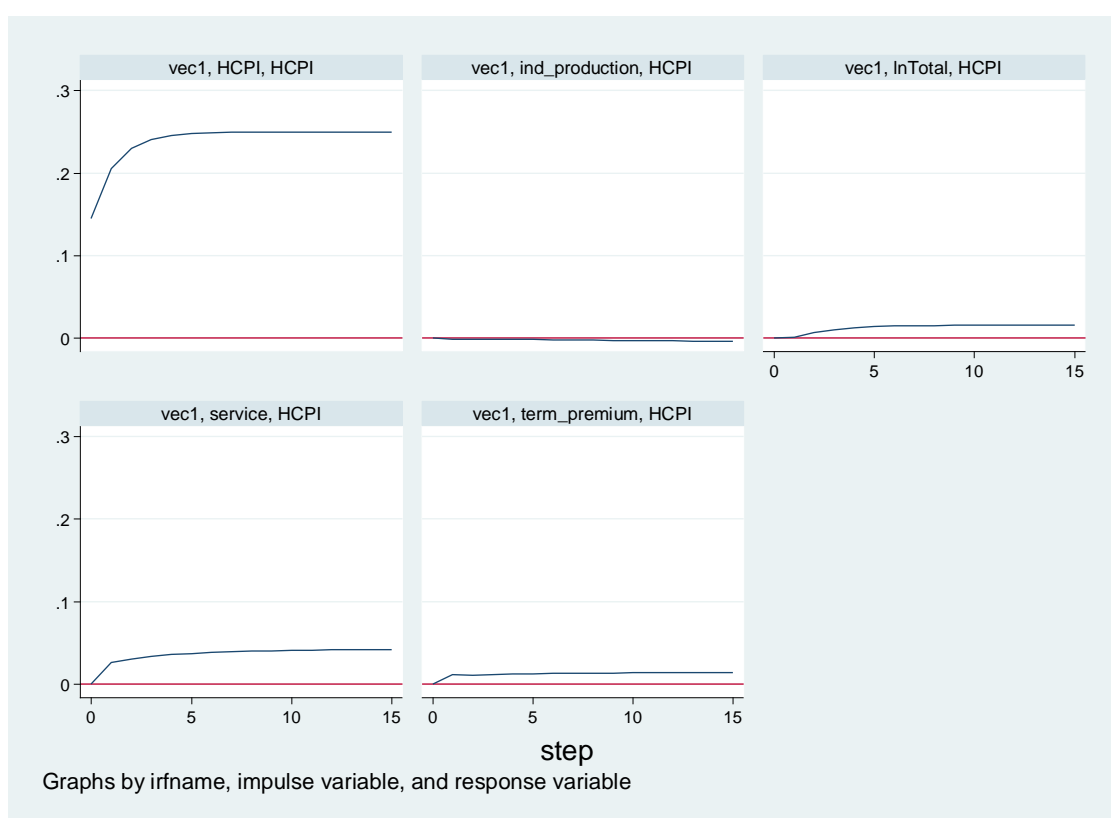 vec1, HCPI, HCPI
vec1, ind_production, HCPI
vec1, lnTotal, HCPI
.3
.2
.1
0
0 5 10 15
vec1, service, HCPI
vec1, term_premium, HCPI
.3
.2
.1
0
0 5 10 15
0 5 10 15
step
Graphs by irfname, impulse variable, and response variable